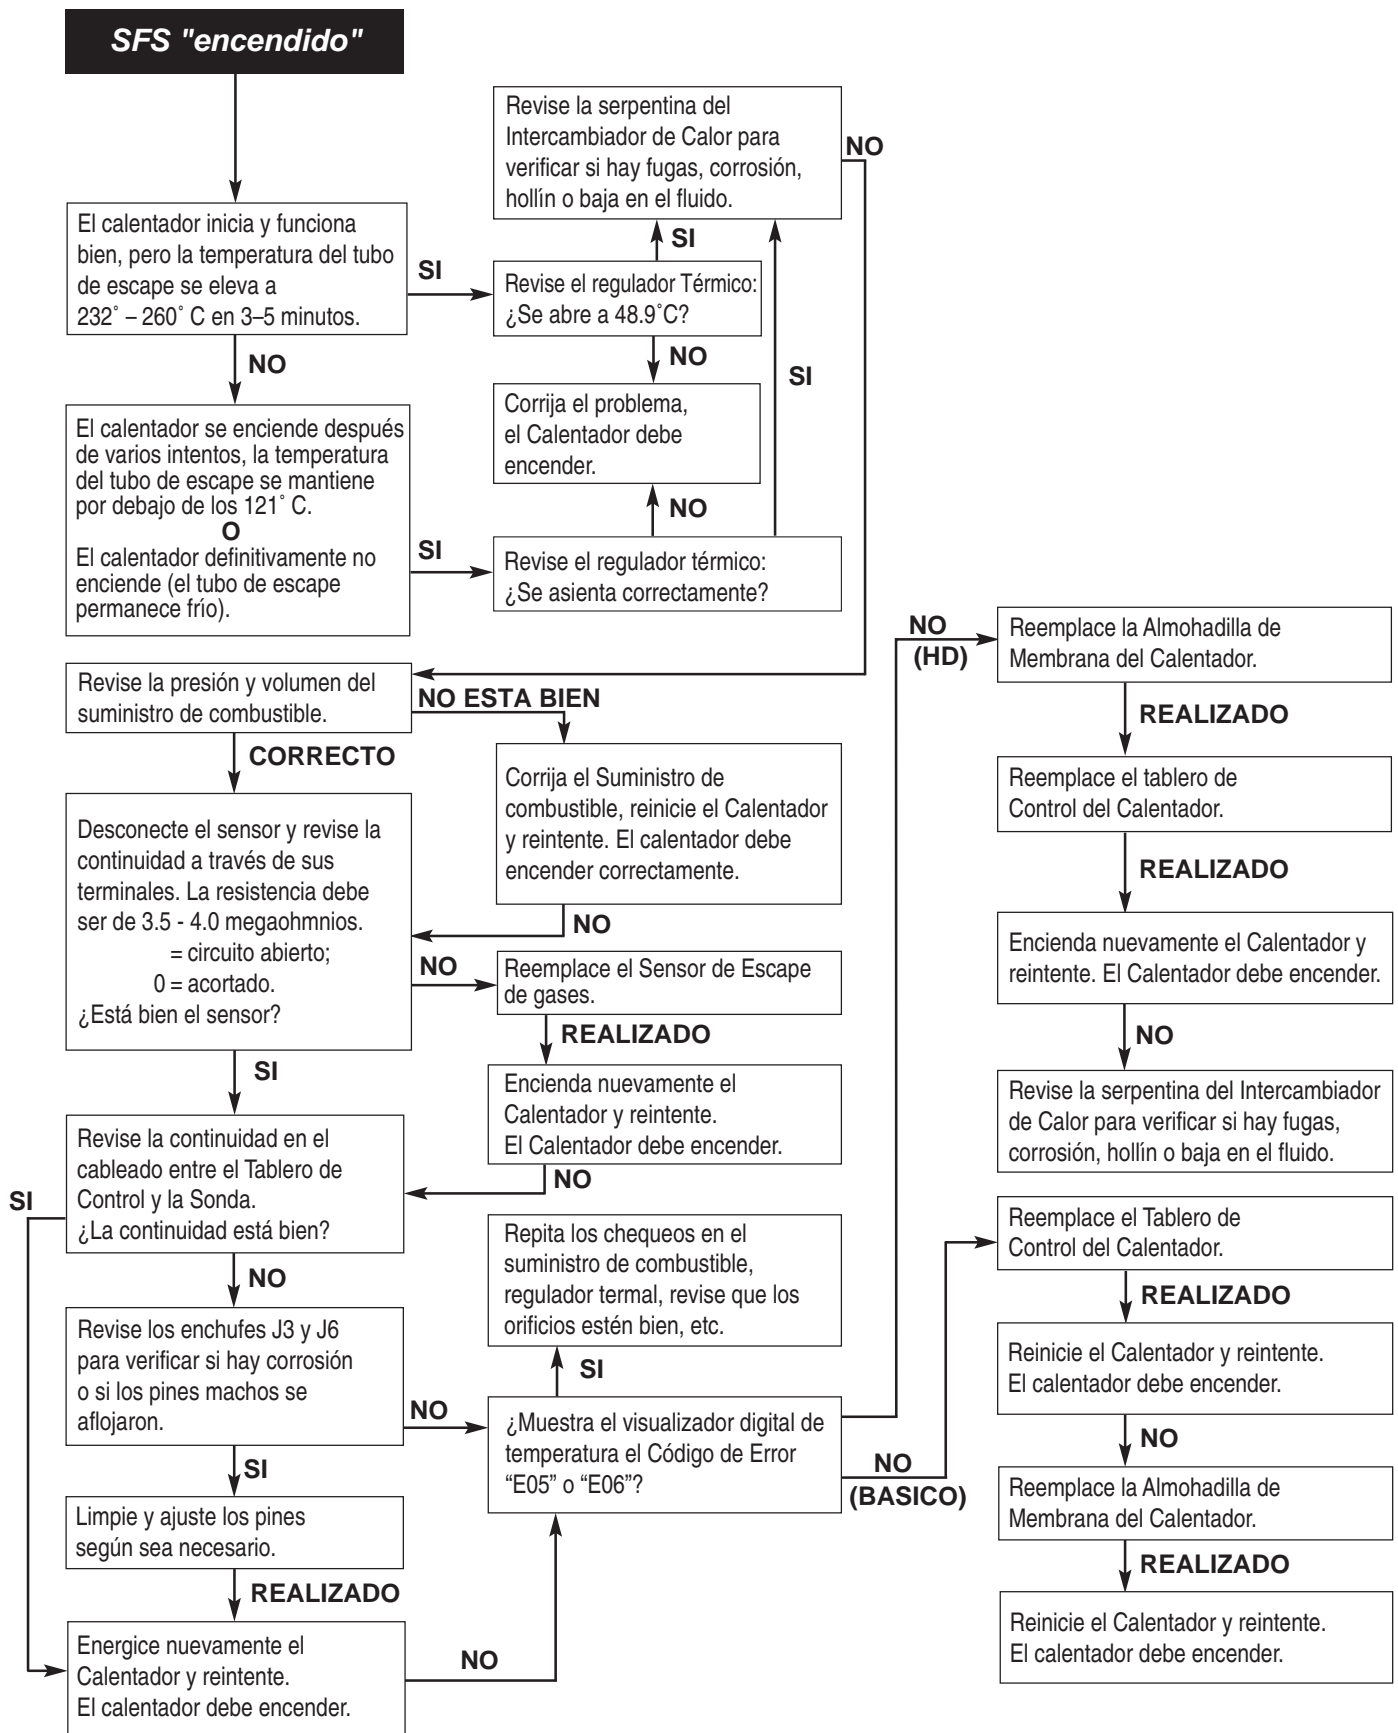 SFS "encendido"
El calentador inicia y funciona
bien, pero la temperatura del tubo
de escape se eleva a
232˚ – 260˚ C en 3–5 minutos.
SI
NO
Revise el regulador Térmico:
¿Se abre a 48.9˚C?
SI
NO
Revise la serpentina del
Intercambiador de Calor para
verificar si hay fugas, corrosión,
hollín o baja en el fluido.
NO
Corrija el problema,
el Calentador debe
encender.
NO
SI
El calentador se enciende después
de varios intentos, la temperatura
del tubo de escape se mantiene
por debajo de los 121˚ C.
O
El calentador definitivamente no
enciende (el tubo de escape
permanece frío).
SI
Revise el regulador térmico:
¿Se asienta correctamente?
Revise la presión y volumen del
suministro de combustible.
NO ESTA BIEN
CORRECTO
Corrija el Suministro de
combustible, reinicie el Calentador
y reintente. El calentador debe
encender correctamente.
NO
Desconecte el sensor y revise la
continuidad a través de sus
terminales. La resistencia debe
ser de 3.5 - 4.0 megaohmnios.
= circuito abierto;
0 = acortado.
¿Está bien el sensor?
NO
SI
Reemplace el Sensor de Escape
de gases.
REALIZADO
Encienda nuevamente el
Calentador y reintente.
El Calentador debe encender.
NO
Revise la continuidad en el
cableado entre el Tablero de
Control y la Sonda.
¿La continuidad está bien?
SI
NO
Revise los enchufes J3 y J6
para verificar si hay corrosión
o si los pines machos se
aflojaron.
NO
SI
Limpie y ajuste los pines
según sea necesario.
REALIZADO
Energice nuevamente el
Calentador y reintente.
El calentador debe encender.
NO
Repita los chequeos en el
suministro de combustible,
regulador termal, revise que los
orificios estén bien, etc.
SI
¿Muestra el visualizador digital de
temperatura el Código de Error
“E05” o “E06”?
NO
(HD)
NO
(BASICO)
Reemplace la Almohadilla de
Membrana del Calentador.
REALIZADO
Reemplace el tablero de
Control del Calentador.
REALIZADO
Encienda nuevamente el Calentador y
reintente. El Calentador debe encender.
NO
Revise la serpentina del Intercambiador
de Calor para verificar si hay fugas,
corrosión, hollín o baja en el fluido.
Reemplace el Tablero de
Control del Calentador.
REALIZADO
Reinicie el Calentador y reintente.
El calentador debe encender.
NO
Reemplace la Almohadilla de
Membrana del Calentador.
REALIZADO
Reinicie el Calentador y reintente.
El calentador debe encender.